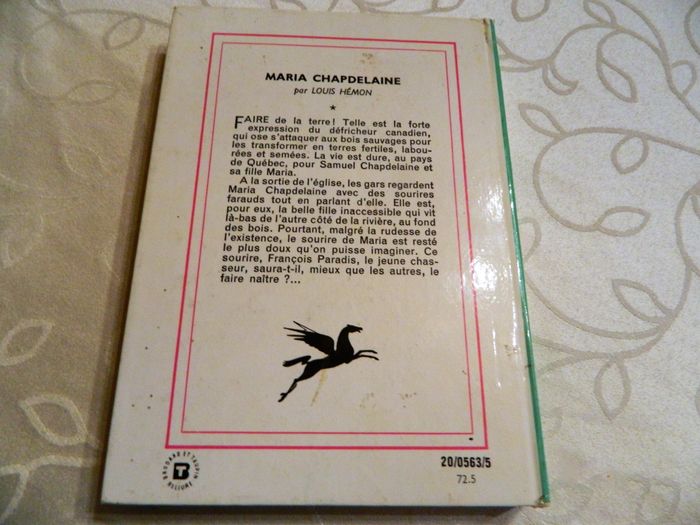 MARIA CHAPDELAINE
par LOUIS HÉMON
FAIRE de la terre! Telle est la forte
expression du défricheur canadien,
qui ose s'attaquer aux bois sauvages pour
les transformer en terres fertiles, labou-
rées et semées. La vie est dure, au pays
de Québec, pour Samuel Chapdelaine et
sa fille Maria.
A la sortie de l'église, les gars regardent
Maria Chapdelaine avec des sourires
farauds tout en parlant d'elle. Elle est,
pour eux, la belle fille inaccessible qui vit
là-bas de l'autre côté de la rivière, au fond
des bois. Pourtant, malgré la rudesse de
l'existence, le sourire de Maria est resté
le plus doux qu'on puisse imaginer. Ce
sourire, François Paradis, le jeune chas-
seur, saura-t-il, mieux que les autres, le
faire naître ?...
BRODARD ET TAUPIN
RELIURE
20/0563/5
72.5